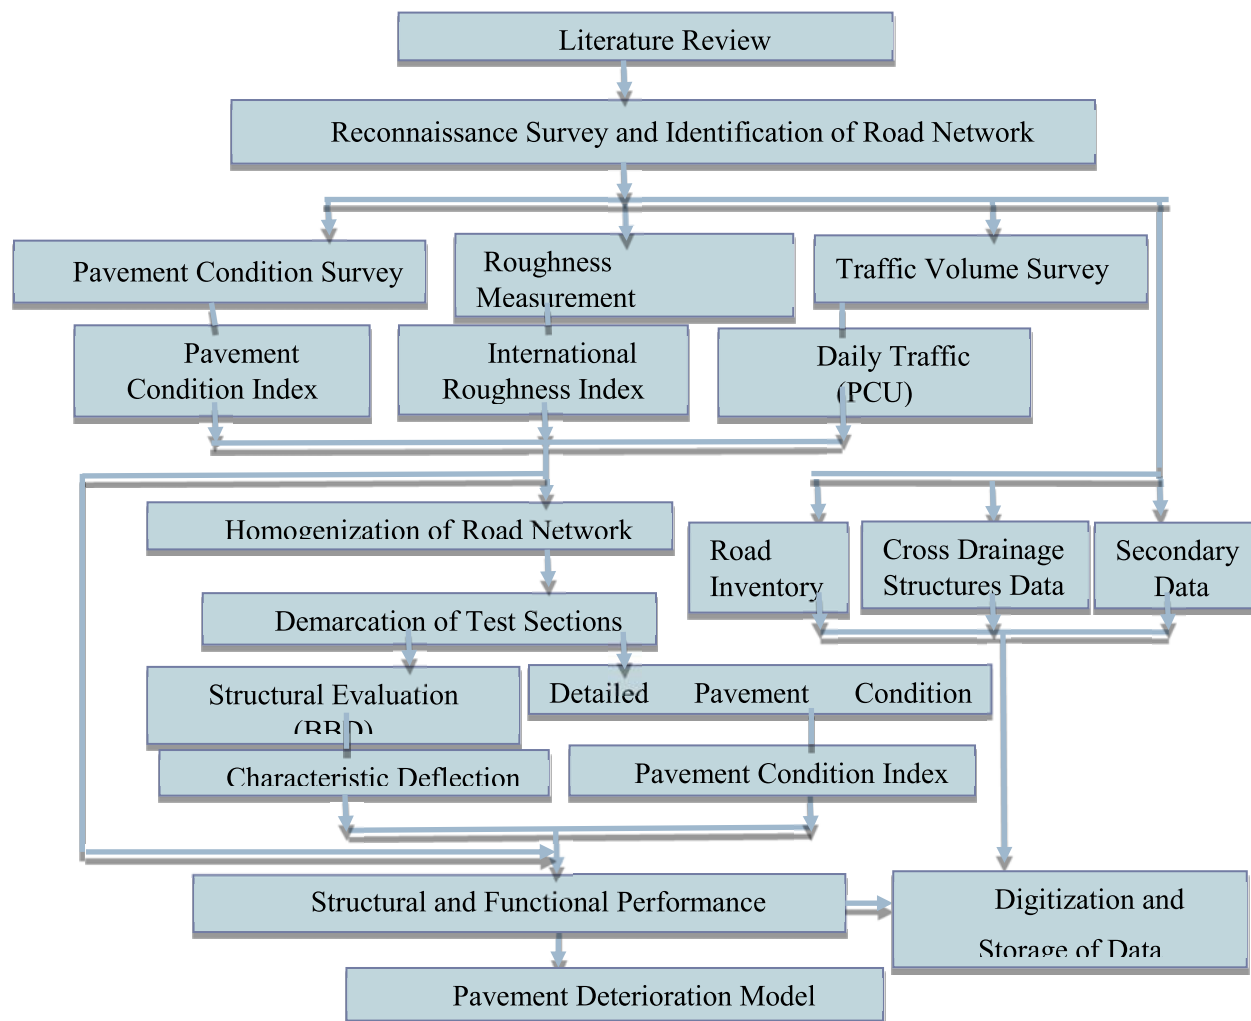 Literature Review
Reconnaissance Survey and Identification of Road Network
Pavement Condition Survey
Roughness
Measurement
Traffic Volume Survey
Pavement
Condition Index
International
Roughness Index
Daily Traffic
(PCU)
Homogenization of Road Network
Road
Inventory
Cross Drainage
Structures Data
Secondary
Data
Demarcation of Test Sections
Structural Evaluation
(BBD)
Detailed Pavement Condition
Characteristic Deflection
Pavement Condition Index
Structural and Functional Performance
Digitization and
Storage of Data
Pavement Deterioration Model